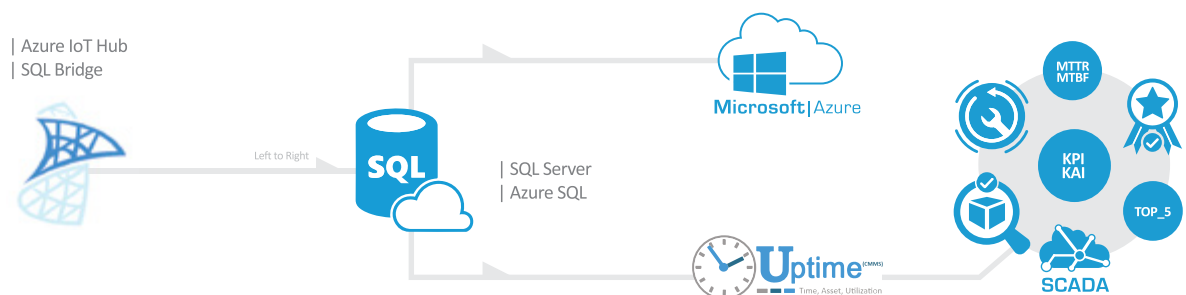 | Azure IoT Hub
| SQL Bridge
Left to Right
SQL
| SQL Server
| Azure SQL
Microsoft|Azure
Uptime (CMMS)
Time, Asset, Utilization
MTTR
MTBF
KPI
KAI
TOP_5
SCADA